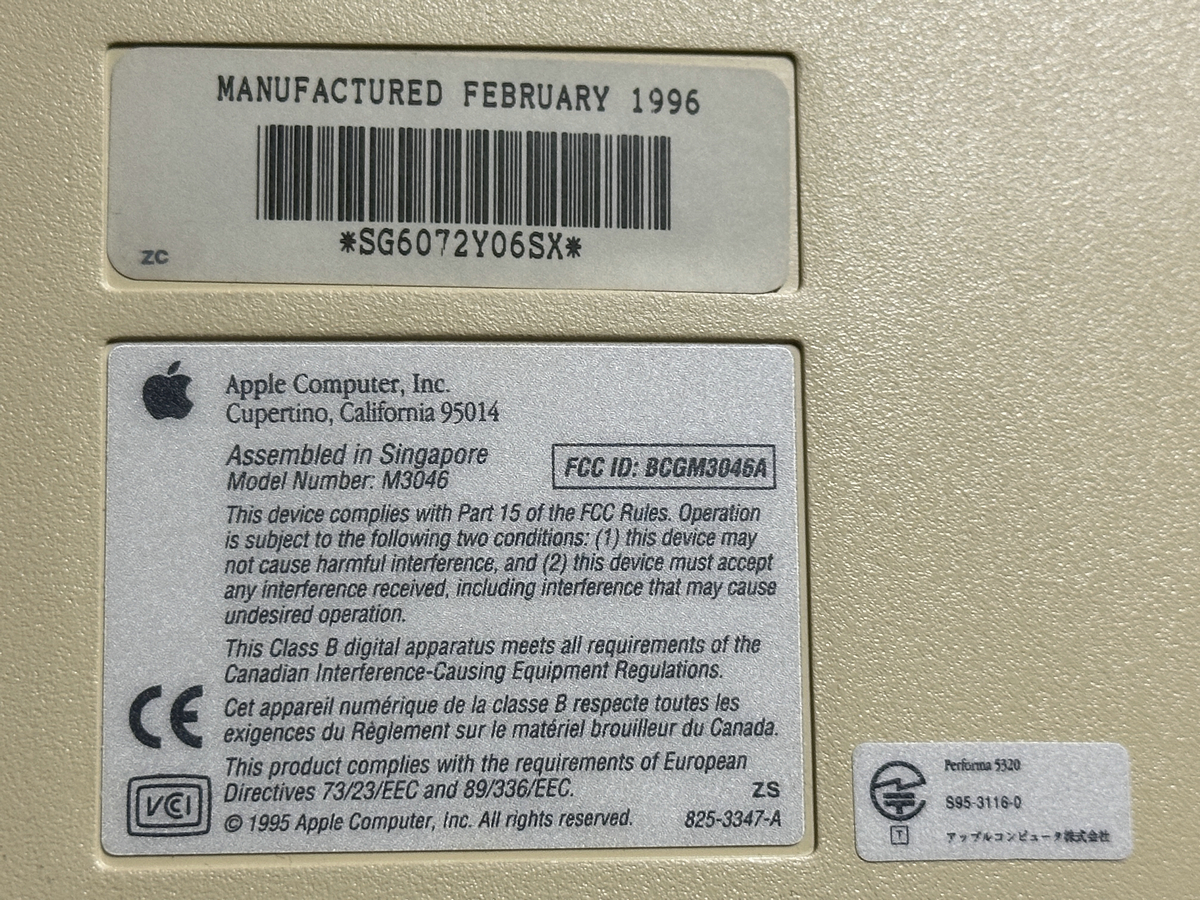 MANUFACTURED FEBRUARY 1996
*SG6072Y06SX*
ZC
Apple Computer, Inc.
Cupertino, California 95014
Assembled in Singapore
Model Number: M3046
FCC ID: BCGM3046A
This device complies with Part 15 of the FCC Rules. Operation
is subject to the following two conditions: (1) this device may
not cause harmful interference, and (2) this device must accept
any interference received, including interference that may cause
undesired operation.
This Class B digital apparatus meets all requirements of the
Canadian Interference-Causing Equipment Regulations.
CE
Cet appareil numérique de la classe B respecte toutes les
exigences du Règlement sur le matériel brouilleur du Canada.
This product complies with the requirements of European
Directives 73/23/EEC and 89/336/EEC.
ZS
VCCI
© 1995 Apple Computer, Inc. All rights reserved.
825-3347-A
Performa 5320
S95-3116-0
T
アップルコンピュータ株式会社